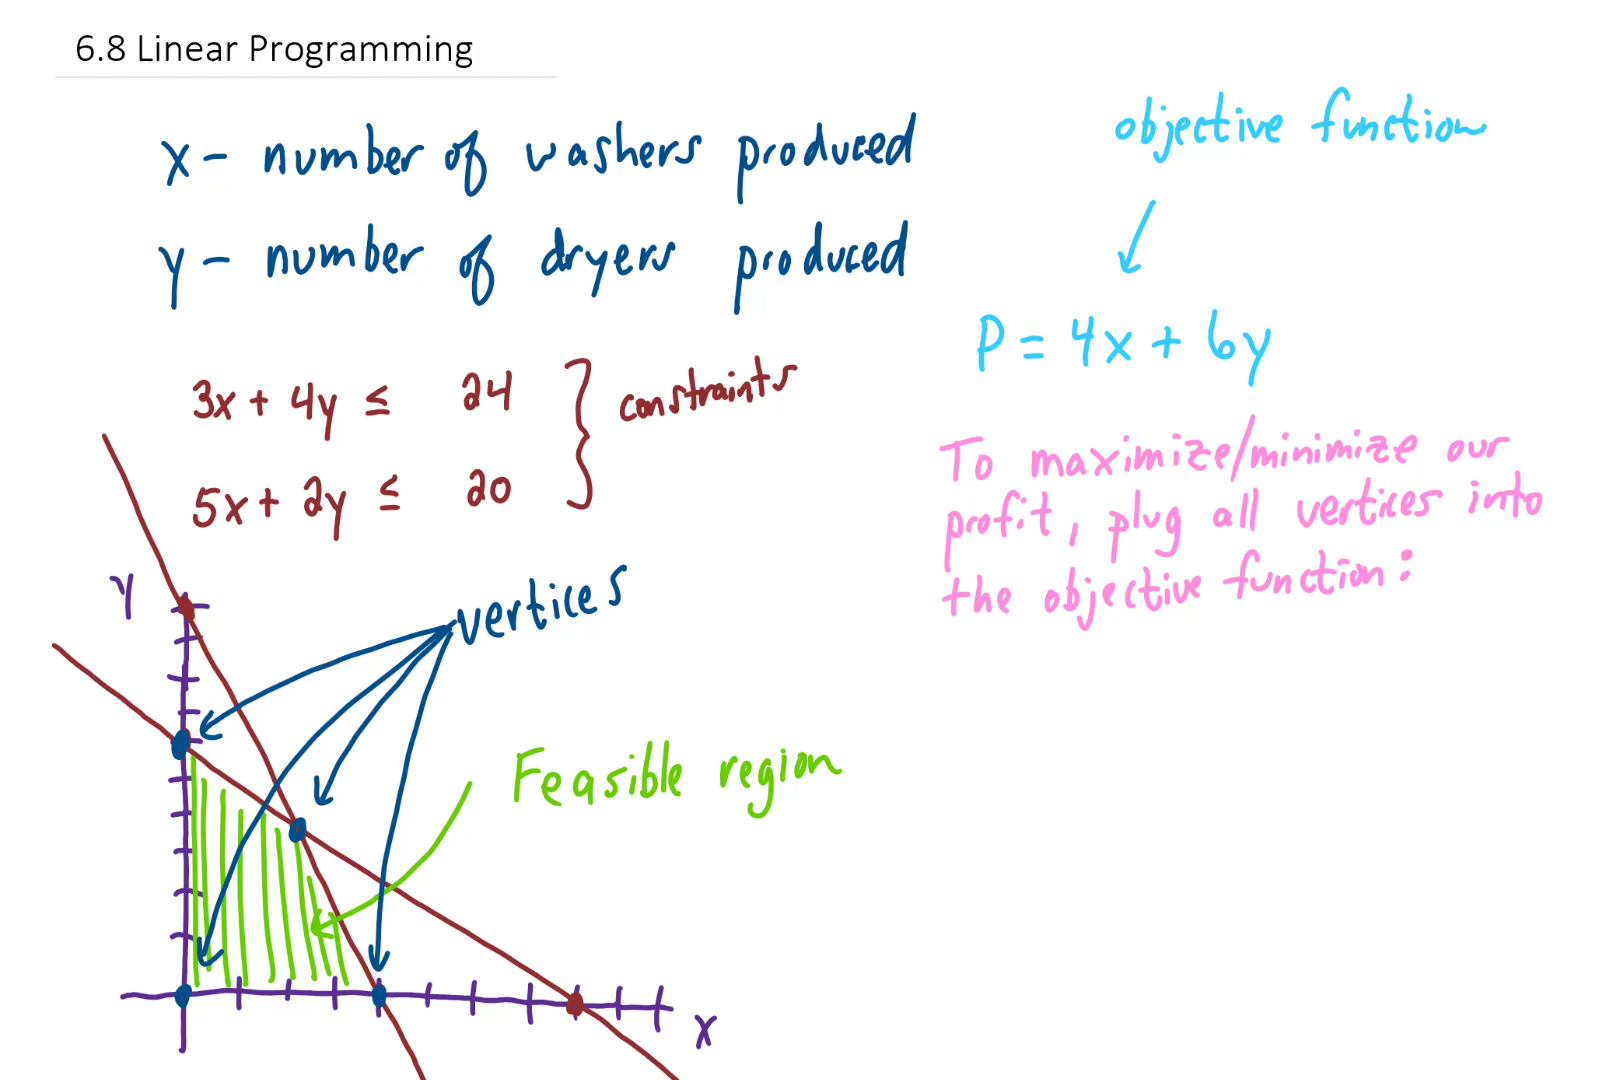 6.8 Linear Programming
x - number of washers produced
y - number of dryers produced
3x + 4y ≤ 24
5x + 2y ≤ 20
constraints
objective function
P = 4x + 6y
To maximize/minimize our
profit, plug all vertices into
the objective function:
Y
vertices
Feasible region
X